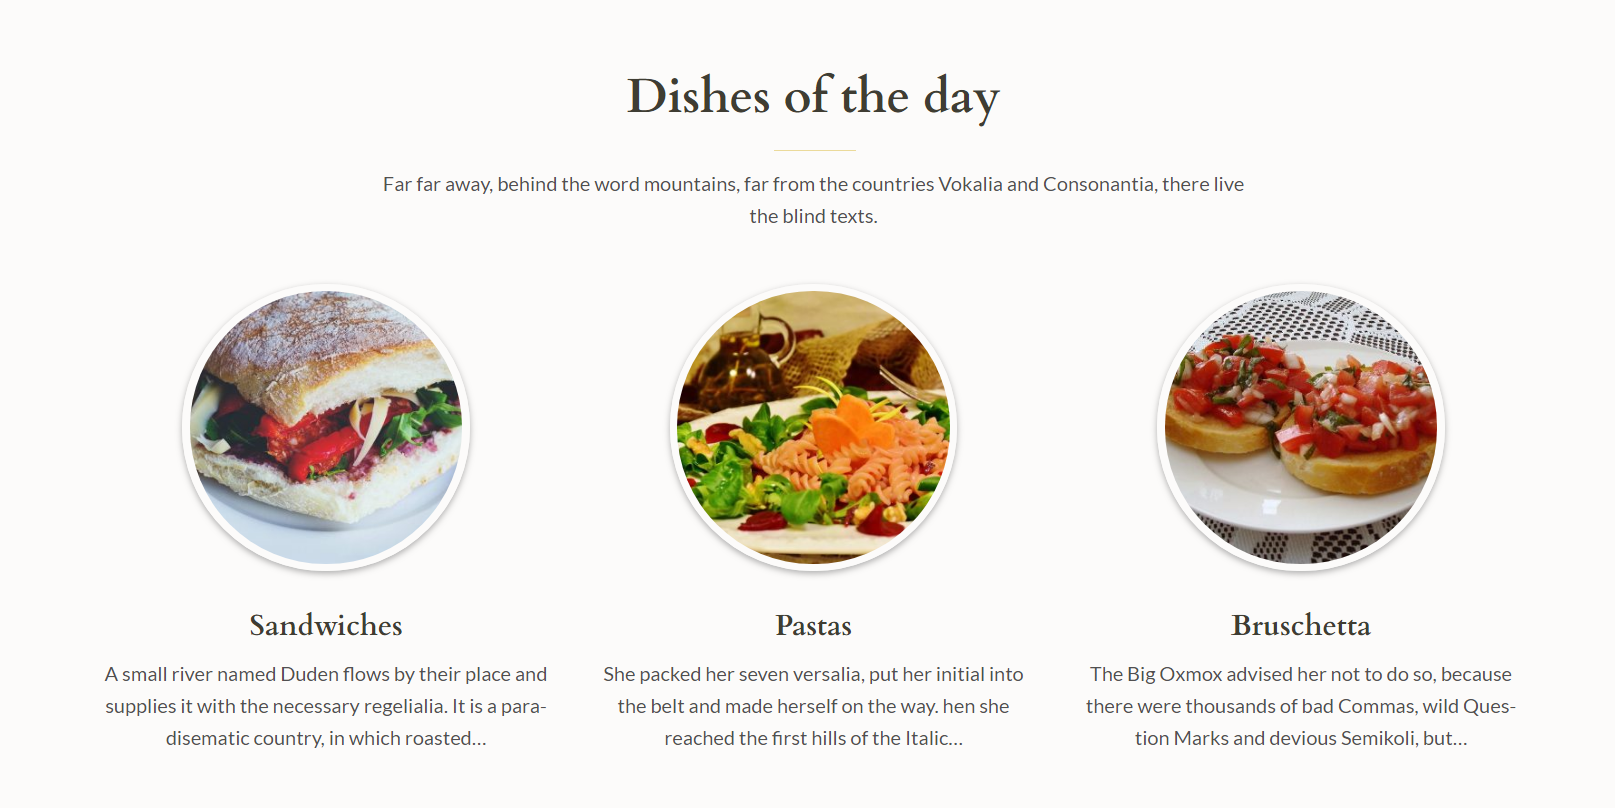 Dishes of the day
Far far away, behind the word mountains, far from the countries Vokalia and Consonantia, there live
the blind texts.
Sandwiches
A small river named Duden flows by their place and
supplies it with the necessary regelialia. It is a para-
disematic country, in which roasted...
Pastas
She packed her seven versalia, put her initial into
the belt and made herself on the way. hen she
reached the first hills of the Italic...
Bruschetta
The Big Oxmox advised her not to do so, because
there were thousands of bad Commas, wild Ques-
tion Marks and devious Semikoli, but...